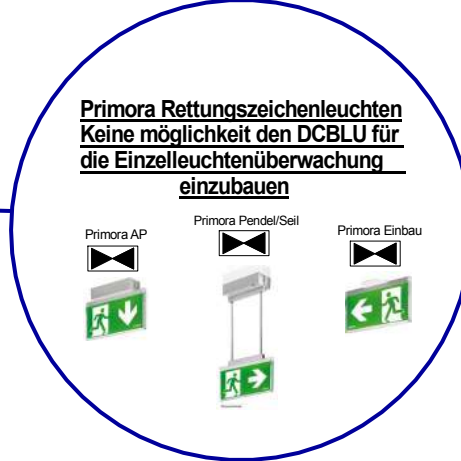 Primora Rettungszeichenleuchten
Keine möglichkeit den DCBLU für
die Einzelleuchtenüberwachung
einzubauen
Primora AP
Primora Pendel/Seil
Primora Einbau